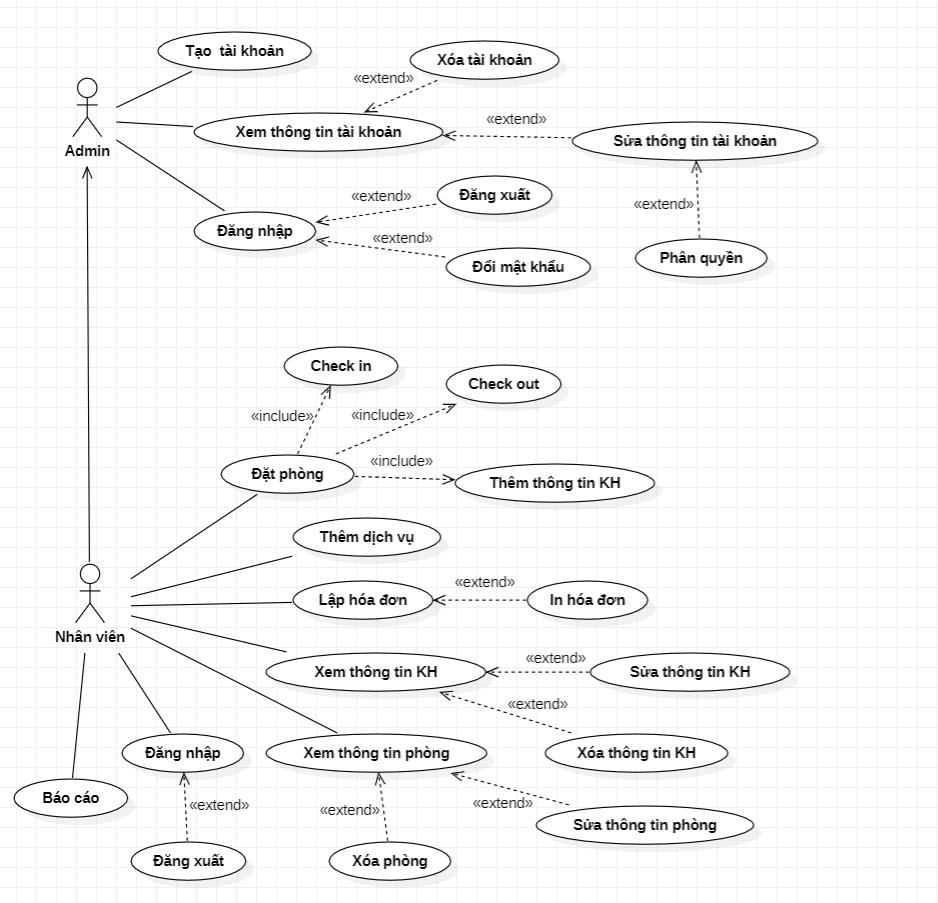 Tạo  tài khoản
Xóa tài khoản
«extend»
Xem thông tin tài khoản
«extend»
Sửa thông tin tài khoản
Admin
«extend»
Đăng xuất
«extend»
Đăng nhập
«extend»
Đổi mật khẩu
Phân quyền
Check in
Check out
«include»
«include»
Đặt phòng
«include»
Thêm thông tin KH
Thêm dịch vụ
Lập hóa đơn
«extend»
In hóa đơn
Nhân viên
Xem thông tin KH
«extend»
Sửa thông tin KH
«extend»
Xóa thông tin KH
Đăng nhập
Xem thông tin phòng
Báo cáo
«extend»
«extend»
«extend»
Sửa thông tin phòng
Đăng xuất
Xóa phòng